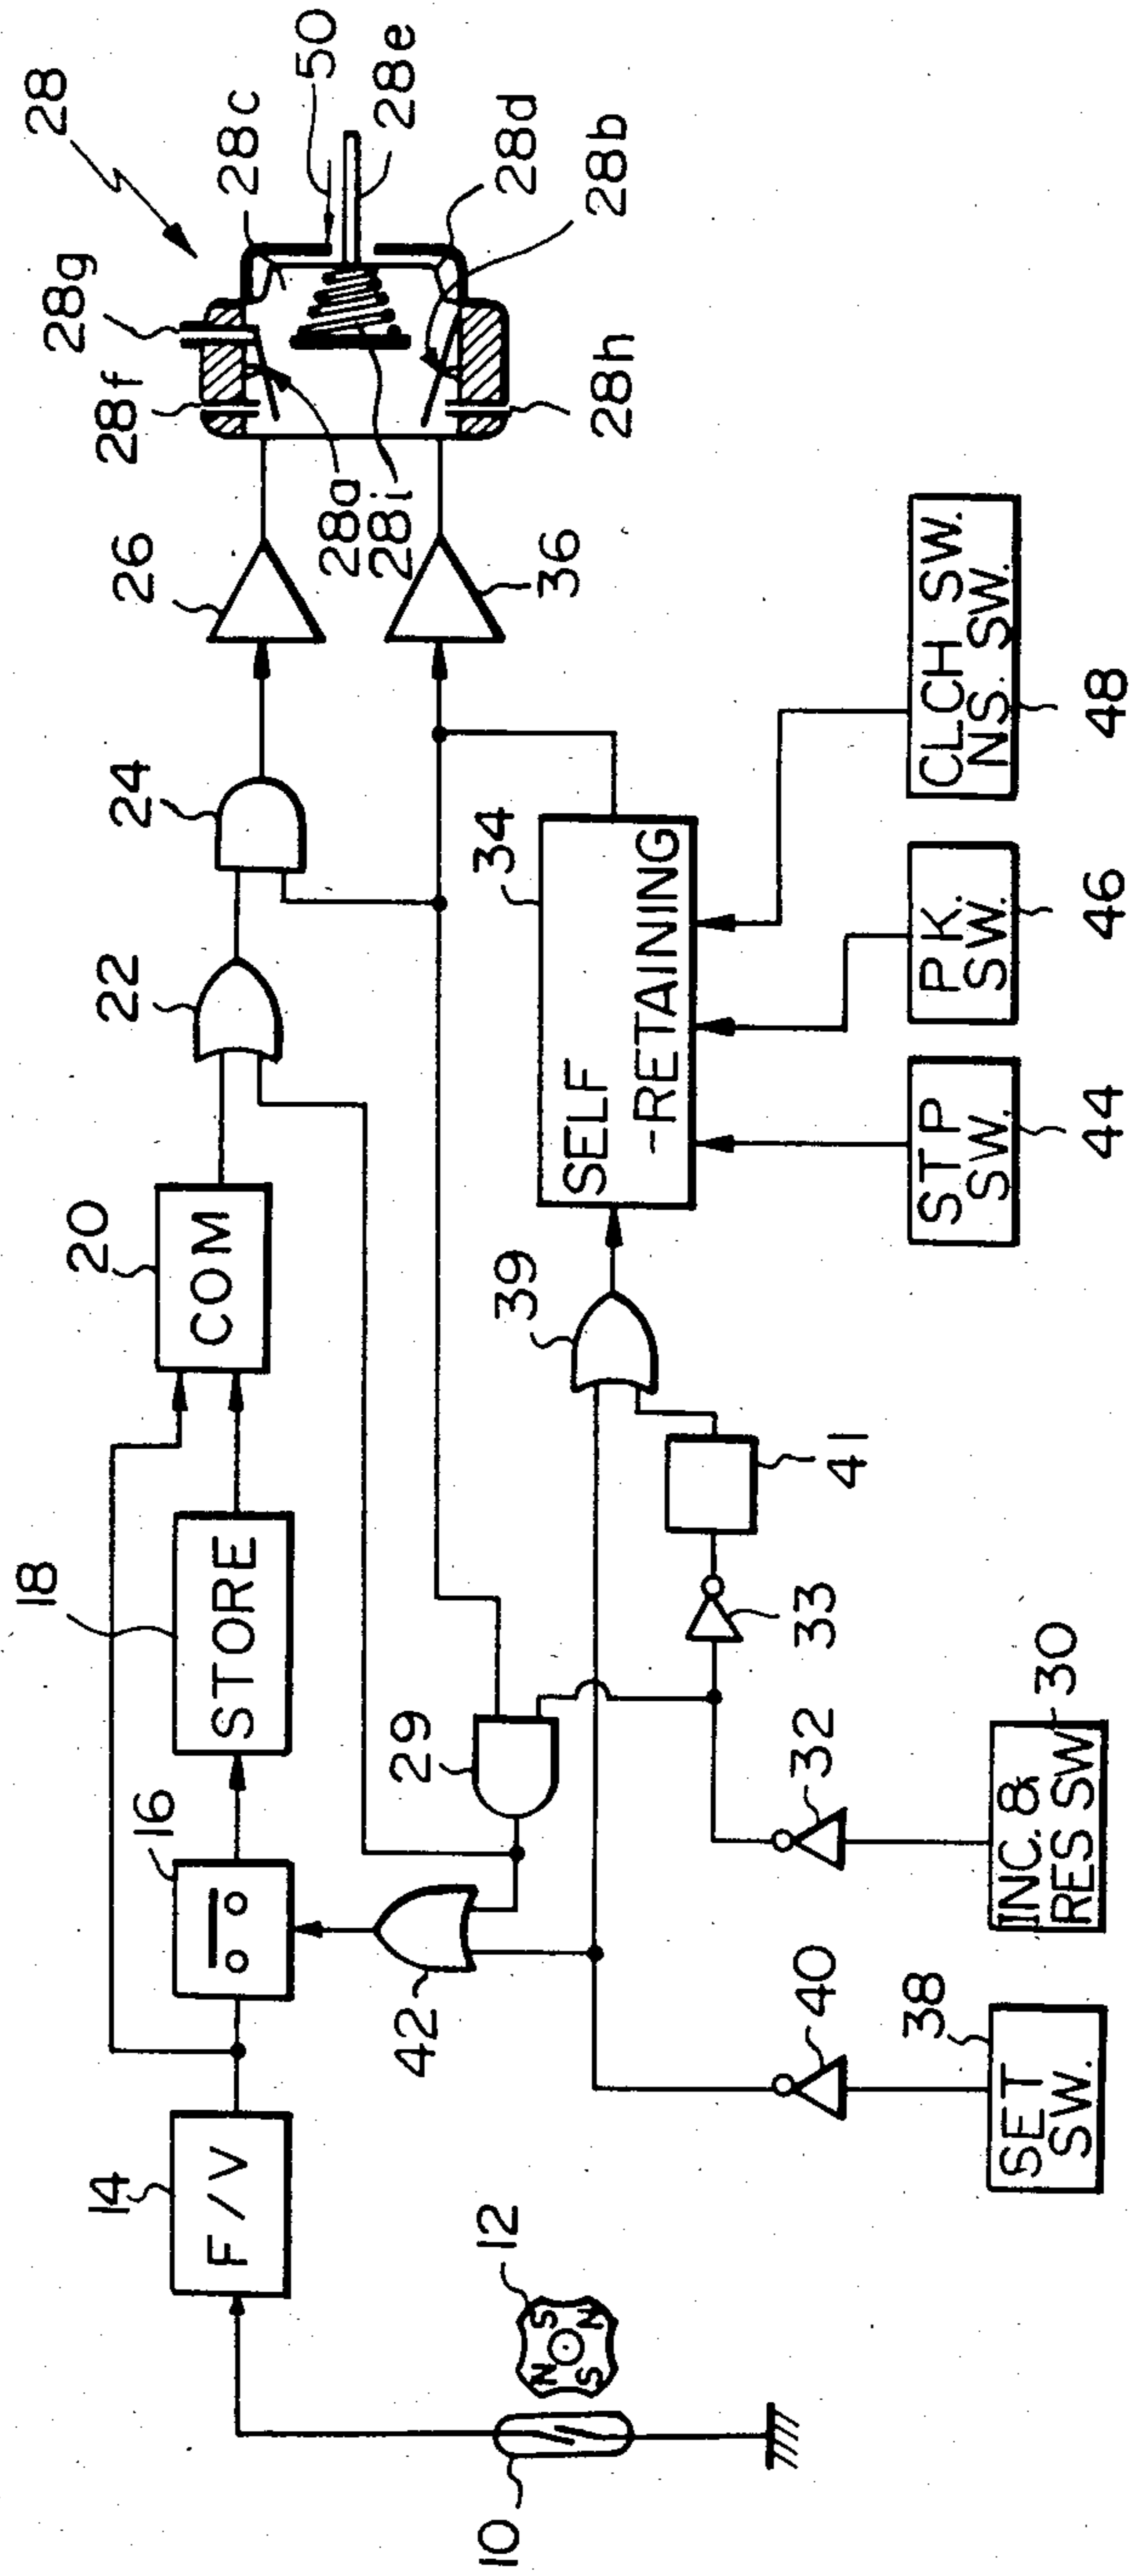 28
50
28c
28e
28g
28d
28b
28f
28h
28a
28i
26
36
24
22
20
COM
18
STORE
16
14
F/V
34
SELF
-RETAINING
39
41
33
29
32
42
40
12
N
S
N
S
10
CLCH SW.
NS. SW.
48
PK.
SW.
46
STP
SW.
44
INC. &
RES SW
30
SET
SW.
38